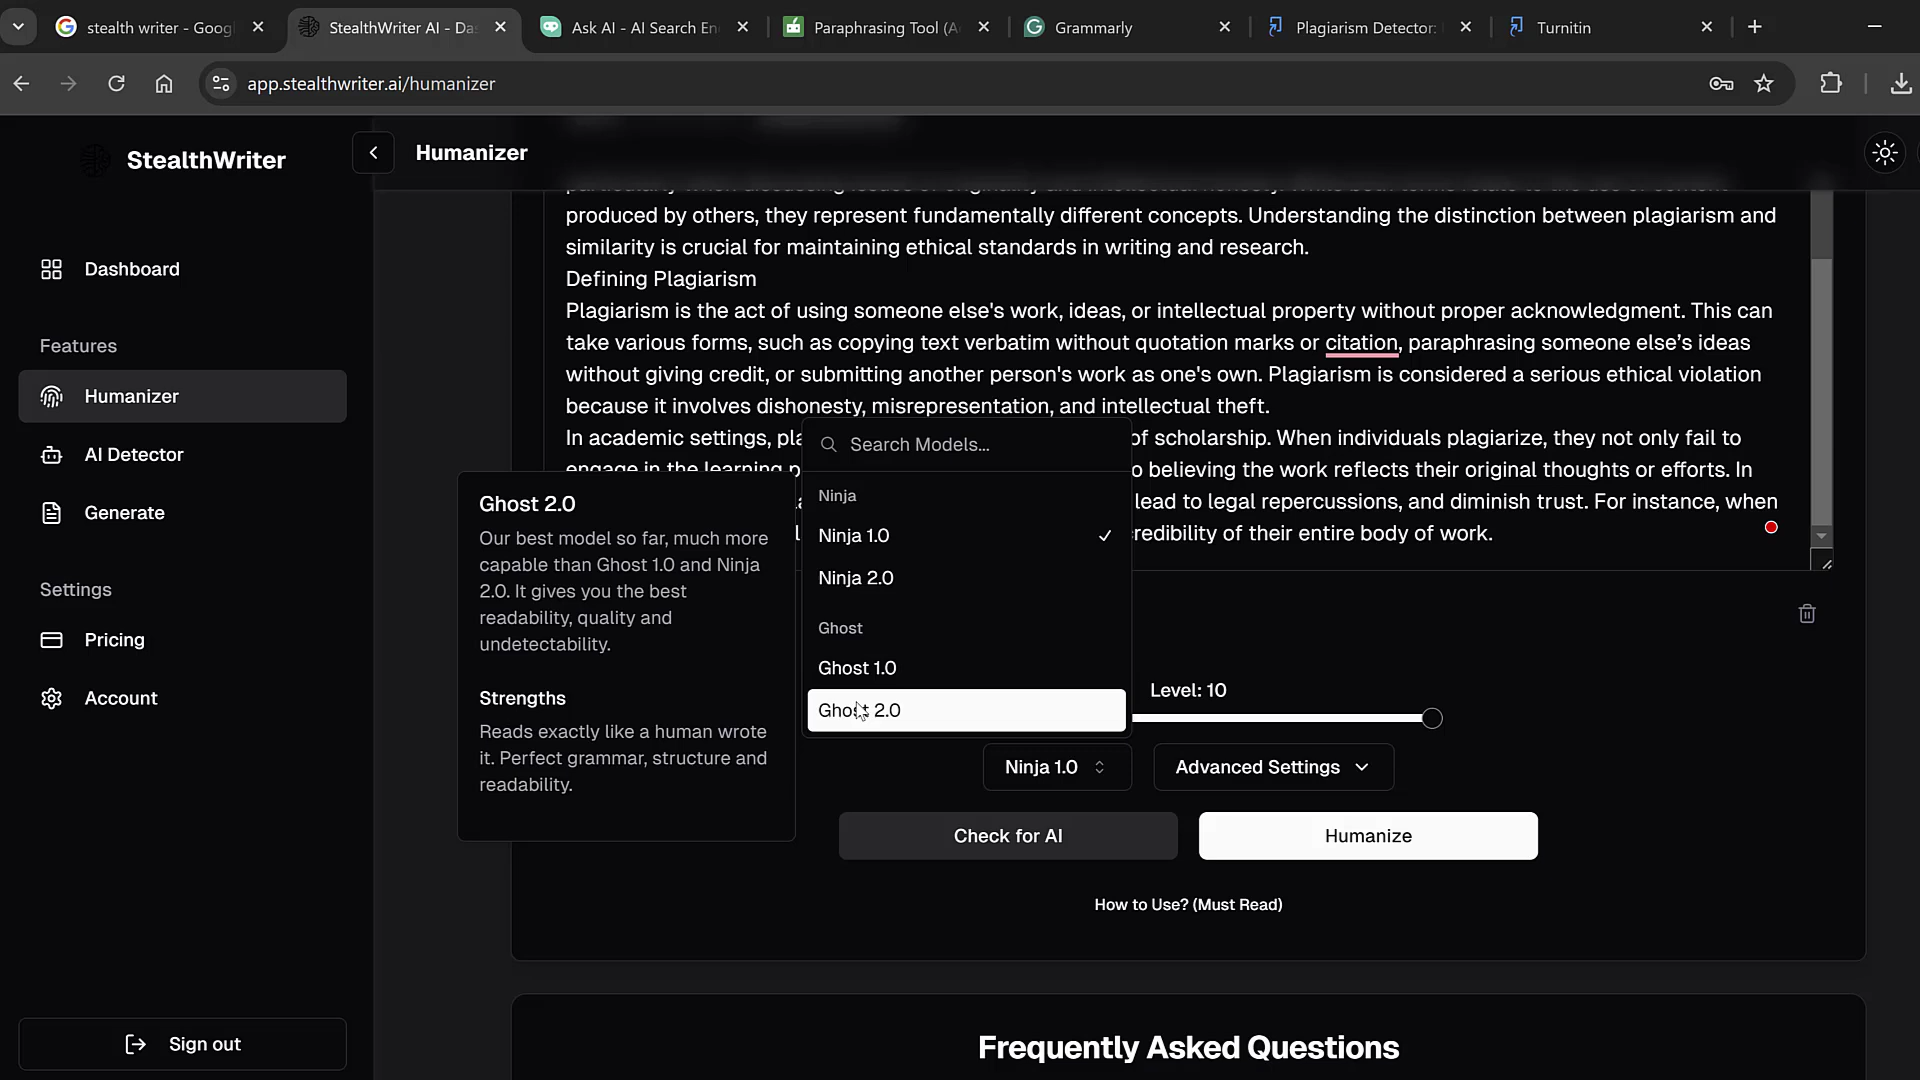 stealth writer - Goog
StealthWriter AI - Da
Ask AI - AI Search En
Paraphrasing Tool (A
Grammarly
Plagiarism Detector:
Turnitin
app.stealthwriter.ai/humanizer
StealthWriter
Humanizer
produced by others, they represent fundamentally different concepts. Understanding the distinction between plagiarism and
similarity is crucial for maintaining ethical standards in writing and research.
Defining Plagiarism
Plagiarism is the act of using someone else's work, ideas, or intellectual property without proper acknowledgment. This can
take various forms, such as copying text verbatim without quotation marks or citation, paraphrasing someone else’s ideas
without giving credit, or submitting another person's work as one's own. Plagiarism is considered a serious ethical violation
because it involves dishonesty, misrepresentation, and intellectual theft.
In academic settings, pla of scholarship. When individuals plagiarize, they not only fail to
engage in the learning p o believing the work reflects their original thoughts or efforts. In
lead to legal repercussions, and diminish trust. For instance, when
redibility of their entire body of work.
Dashboard
Features
Humanizer
AI Detector
Generate
Settings
Pricing
Account
Sign out
Search Models...
Ninja
Ninja 1.0
Ninja 2.0
Ghost
Ghost 1.0
Ghost 2.0
Ghost 2.0
Our best model so far, much more
capable than Ghost 1.0 and Ninja
2.0. It gives you the best
readability, quality and
undetectability.
Strengths
Reads exactly like a human wrote
it. Perfect grammar, structure and
readability.
Level: 10
Ninja 1.0
Advanced Settings
Check for AI
Humanize
How to Use? (Must Read)
Frequently Asked Questions